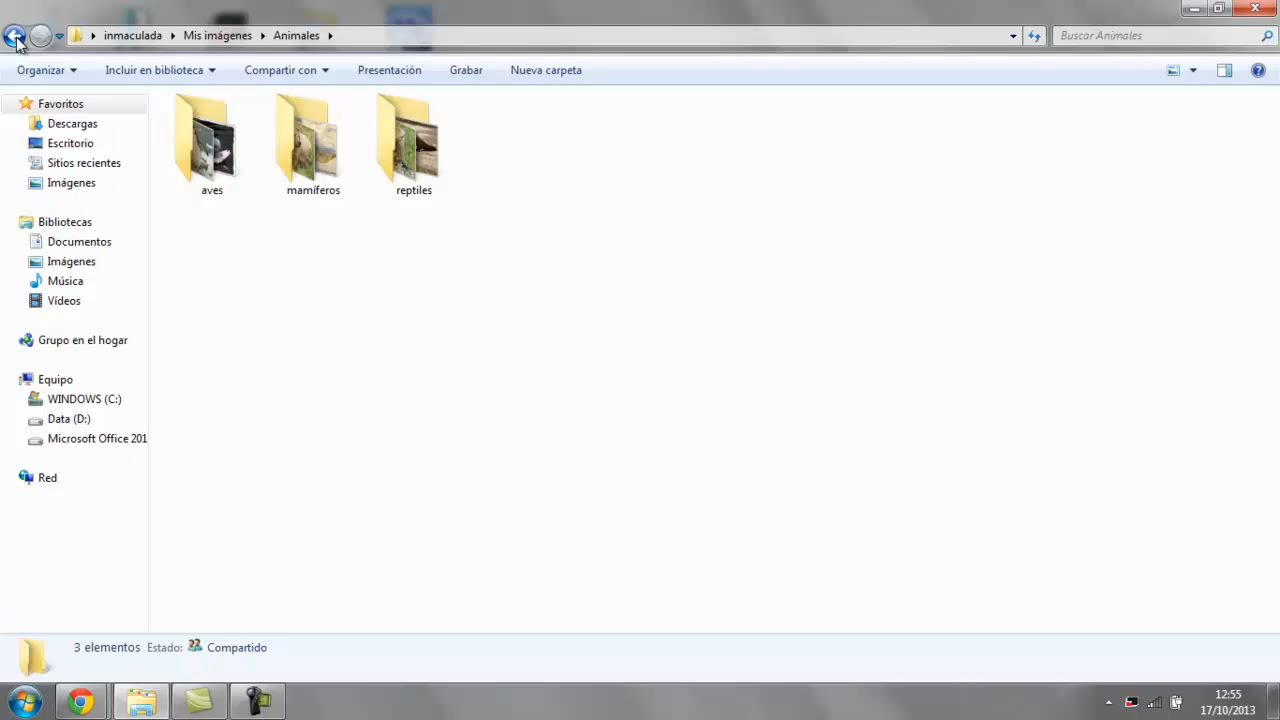 inmaculada Mis imágenes Animales Buscar Animales
Organizar Incluir en biblioteca Compartir con Presentación Grabar Nueva carpeta
Favoritos
Descargas
Escritorio
Sitios recientes
Imágenes
Bibliotecas
Documentos
Imágenes
Música
Vídeos
Grupo en el hogar
Equipo
WINDOWS (C:)
Data (D:)
Microsoft Office 201
Red
aves mamíferos reptiles
3 elementos Estado: Compartido
12:55
17/10/2013